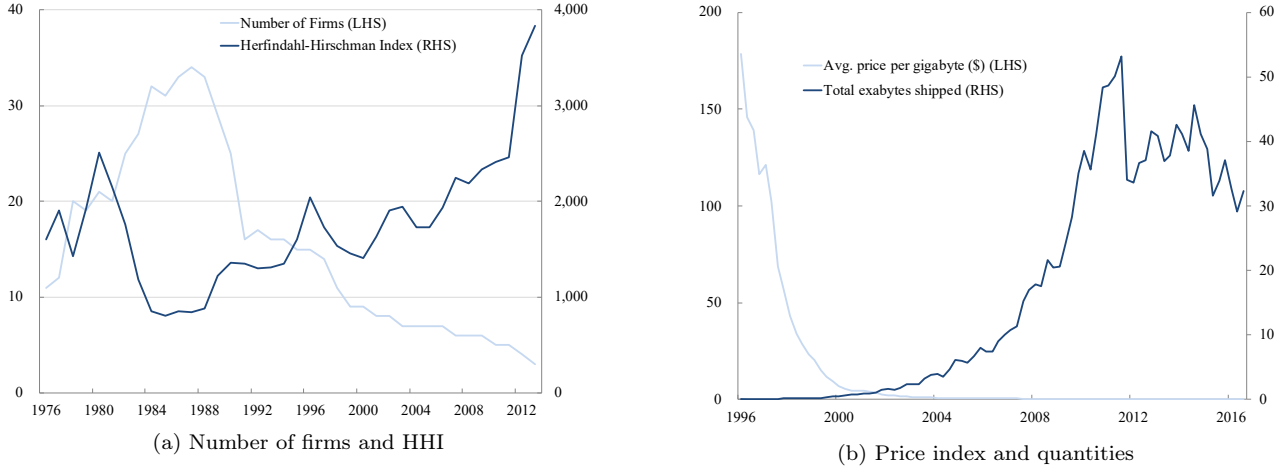 40
30
20
10
0
4,000
3,000
2,000
1,000
0
Number of Firms (LHS)
Herfindahl-Hirschman Index (RHS)
1976 1980 1984 1988 1992 1996 2000 2004 2008 2012
(a) Number of firms and HHI
200
150
100
50
0
60
50
40
30
20
10
0
Avg. price per gigabyte ($) (LHS)
Total exabytes shipped (RHS)
1996 2000 2004 2008 2012 2016
(b) Price index and quantities